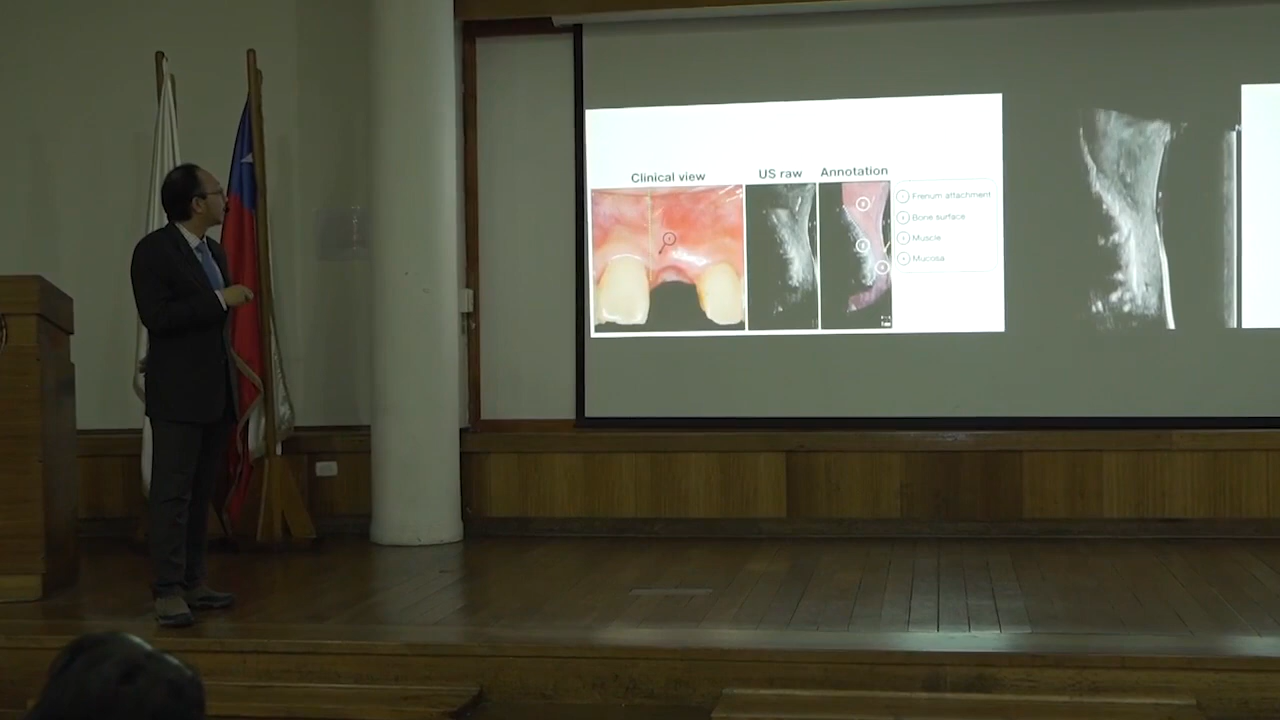 Clinical view
US raw
Annotation
Frenum attachment
Bone surface
Muscle
Mucosa